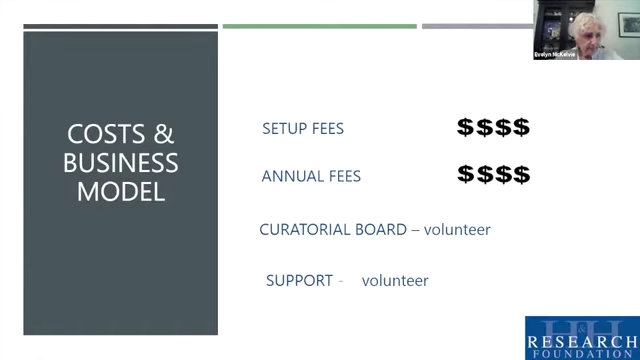 Evelyn McKelvie
COSTS &
BUSINESS
MODEL
SETUP FEES $$$$
ANNUAL FEES $$$$
CURATORIAL BOARD – volunteer
SUPPORT - volunteer
H&H
RESEARCH
FOUNDATION